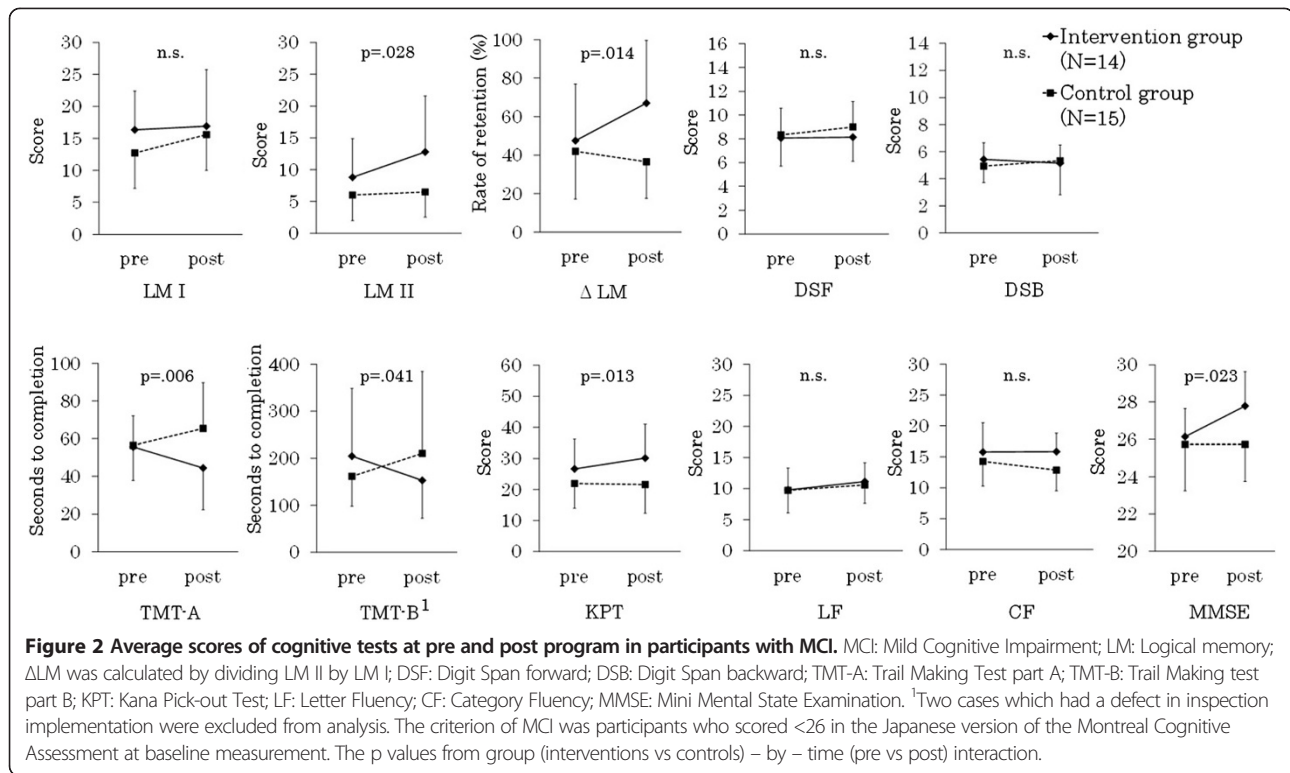 30
25
20
15
10
5
0
Score
n.s.
pre post
LM I
30
25
20
15
10
5
0
Score
p=.028
pre post
LM II
100
80
60
40
20
0
Rate of retention (%)
p=.014
pre post
Δ LM
16
14
12
10
8
6
4
2
0
Score
n.s.
pre post
DSF
14
12
10
8
6
4
2
0
Score
n.s.
pre post
DSB
Intervention group
(N=14)
Control group
(N=15)
100
80
60
40
20
0
Seconds to completion
p=.006
pre post
TMT-A
400
300
200
100
0
Seconds to completion
p=.041
pre post
TMT-B¹
60
50
40
30
20
10
0
Score
p=.013
pre post
KPT
30
25
20
15
10
5
0
Score
n.s.
pre post
LF
30
25
20
15
10
5
0
Score
n.s.
pre post
CF
30
28
26
24
22
20
Score
p=.023
pre post
MMSE
Figure 2 Average scores of cognitive tests at pre and post program in participants with MCI. MCI: Mild Cognitive Impairment; LM: Logical memory;
ΔLM was calculated by dividing LM II by LM I; DSF: Digit Span forward; DSB: Digit Span backward; TMT-A: Trail Making Test part A; TMT-B: Trail Making test
part B; KPT: Kana Pick-out Test; LF: Letter Fluency; CF: Category Fluency; MMSE: Mini Mental State Examination. ¹Two cases which had a defect in inspection
implementation were excluded from analysis. The criterion of MCI was participants who scored <26 in the Japanese version of the Montreal Cognitive
Assessment at baseline measurement. The p values from group (interventions vs controls) – by – time (pre vs post) interaction.